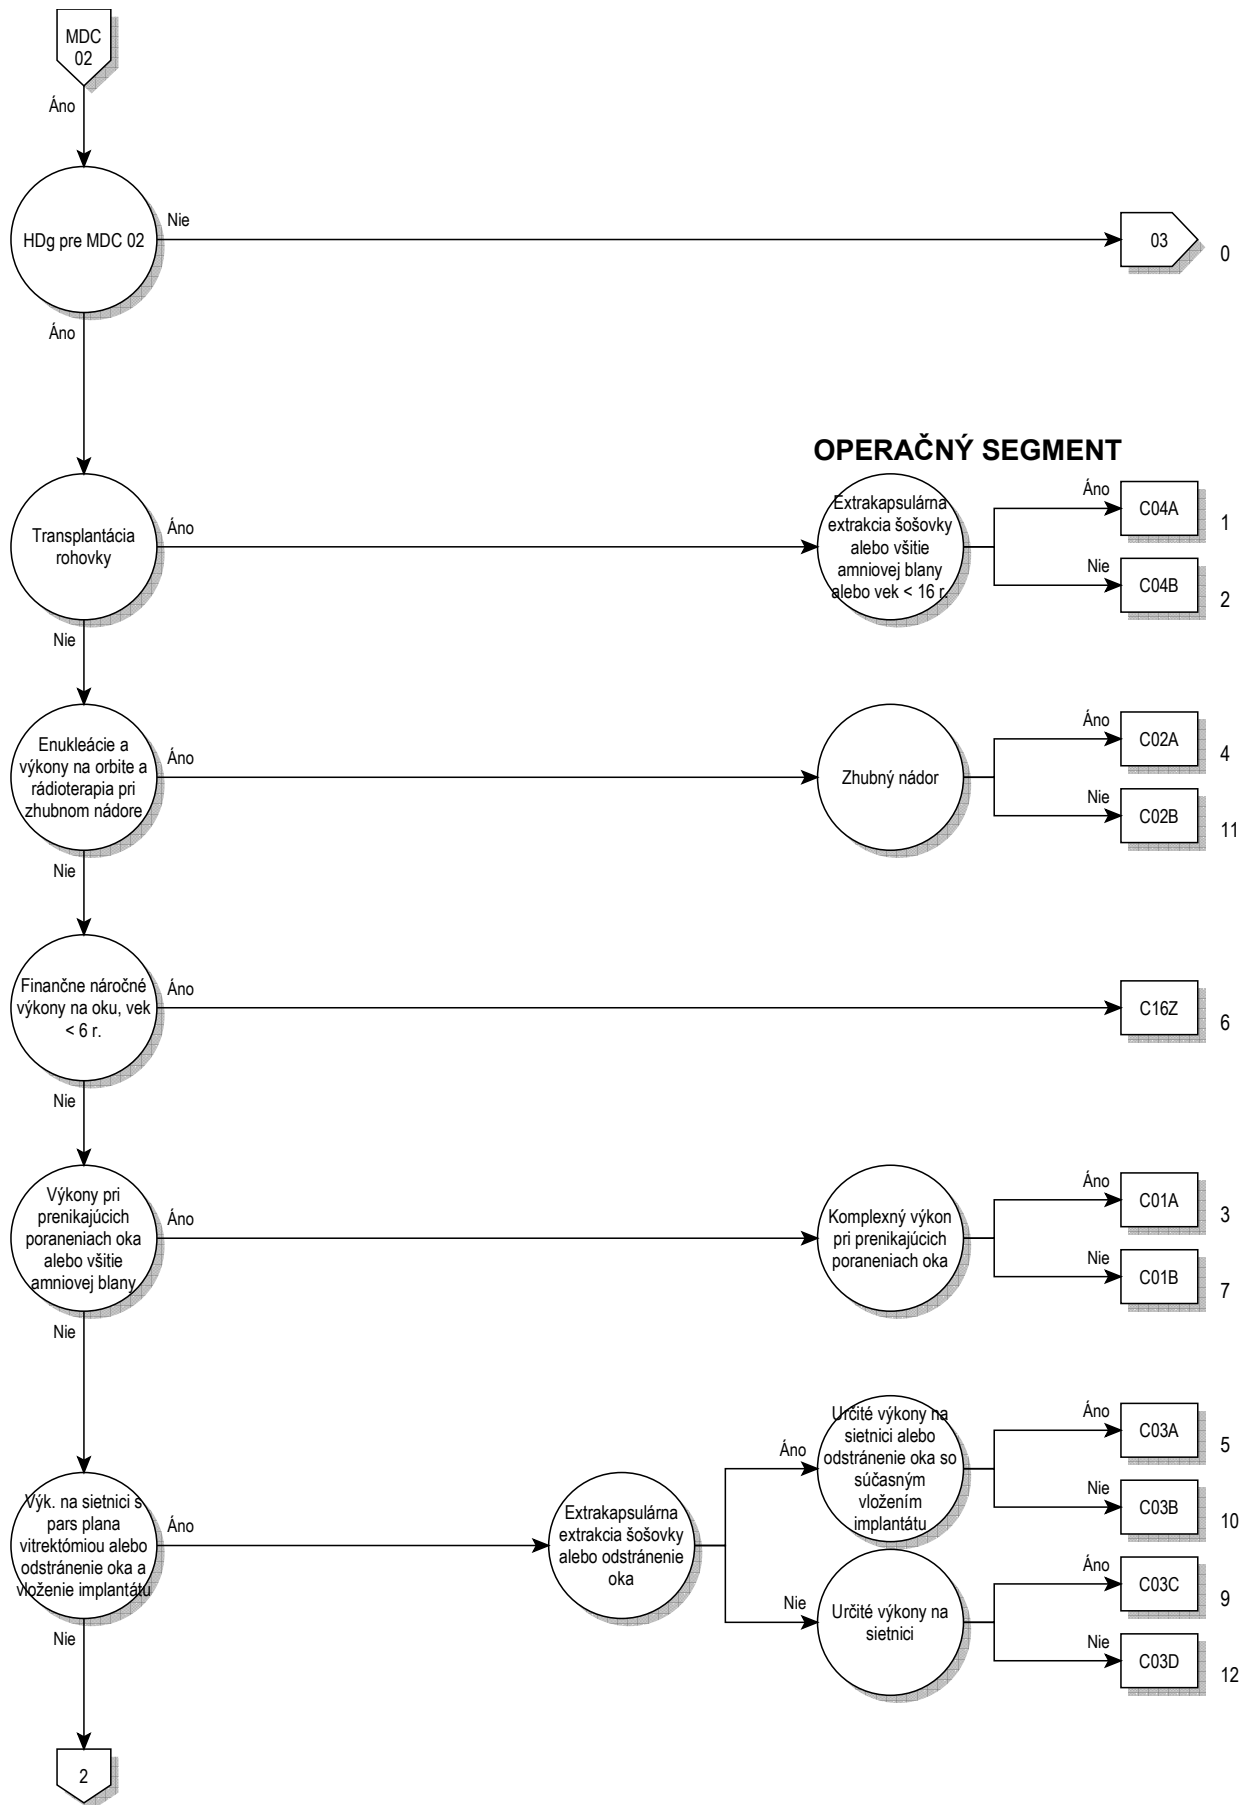 MDC
02
Áno
HDg pre MDC 02
Nie
03
0
Áno
OPERAČNÝ SEGMENT
Transplantácia
rohovky
Áno
Extrakapsulárna
extrakcia šošovky
alebo všitie
amniovej blany
alebo vek < 16 r.
Áno
C04A
1
Nie
C04B
2
Nie
Enukleácie a
výkony na orbite a
rádioterapia pri
zhubnom nádore
Áno
Zhubný nádor
Áno
C02A
4
Nie
C02B
11
Nie
Finančne náročné
výkony na oku, vek
< 6 r.
Áno
C16Z
6
Nie
Výkony pri
prenikajúcich
poraneniach oka
alebo všitie
amniovej blany
Áno
Komplexný výkon
pri prenikajúcich
poraneniach oka
Áno
C01A
3
Nie
C01B
7
Nie
Výk. na sietnici s
pars plana
vitrektómiou alebo
odstránenie oka a
vloženie implantátu
Áno
Extrakapsulárna
extrakcia šošovky
alebo odstránenie
oka
Áno
Určité výkony na
sietnici alebo
odstránenie oka so
súčasným
vložením
implantátu
Áno
C03A
5
Nie
C03B
10
Nie
Určité výkony na
sietnici
Áno
C03C
9
Nie
C03D
12
Nie
2